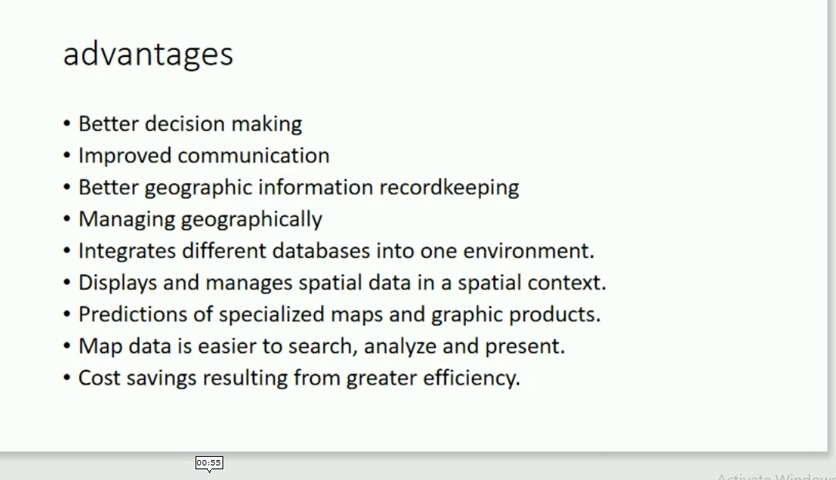 advantages
• Better decision making
• Improved communication
• Better geographic information recordkeeping
• Managing geographically
• Integrates different databases into one environment.
• Displays and manages spatial data in a spatial context.
• Predictions of specialized maps and graphic products.
• Map data is easier to search, analyze and present.
• Cost savings resulting from greater efficiency.
00:55
Activate Windows